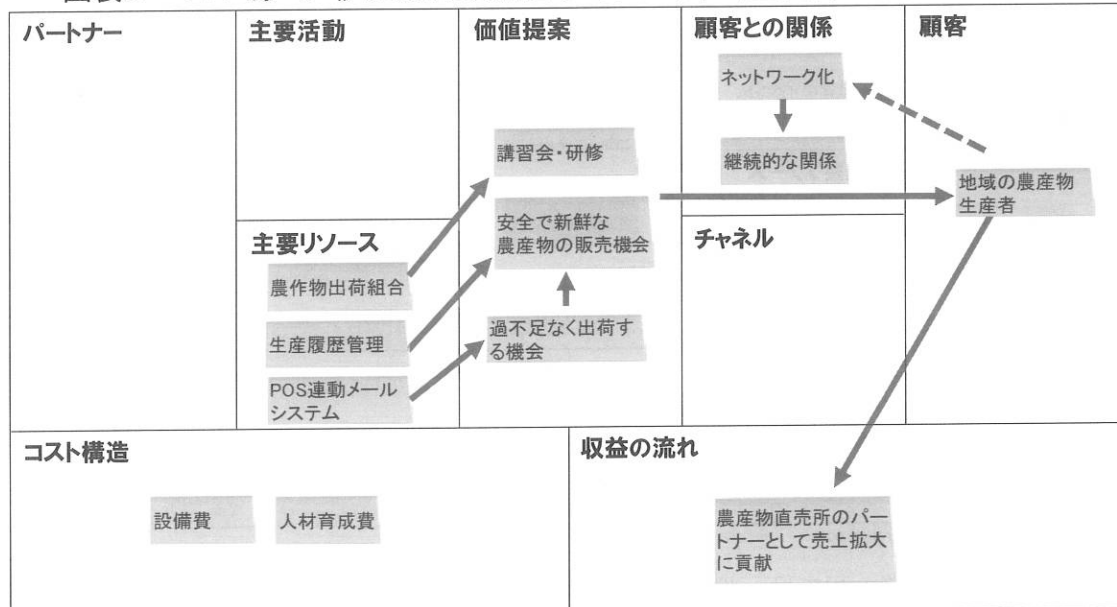 パートナー
主要活動
価値提案
顧客との関係
顧客
ネットワーク化
継続的な関係
講習会・研修
安全で新鮮な
農産物の販売機会
過不足なく出荷す
る機会
地域の農産物
生産者
主要リソース
農作物出荷組合
生産履歴管理
POS連動メール
システム
チャネル
コスト構造
設備費
人材育成費
収益の流れ
農産物直売所のパー
トナーとして売上拡大
に貢献